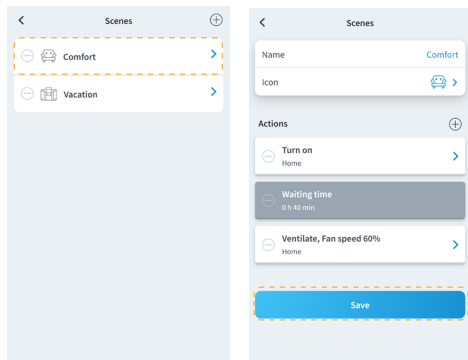 Scenes
Comfort
Vacation
Scenes
Name Comfort
Icon
Actions
Turn on
Home
Waiting time
0 h 40 min
Ventilate, Fan speed 60%
Home
Save